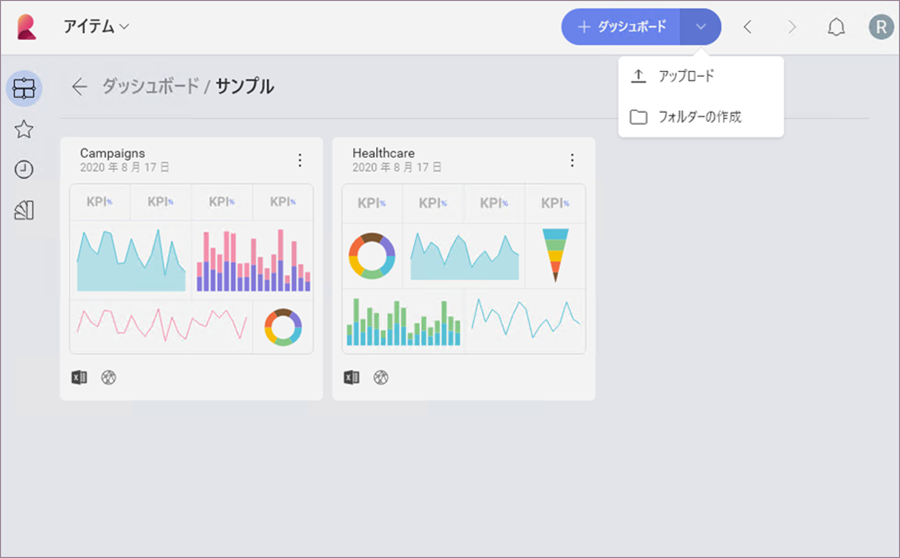 アイテム
+ ダッシュボード
R
アップロード
フォルダーの作成
ダッシュボード / サンプル
Campaigns
2020 年 8 月 17 日
KPI% KPI% KPI% KPI%
Healthcare
2020 年 8 月 17 日
KPI% KPI% KPI% KPI%